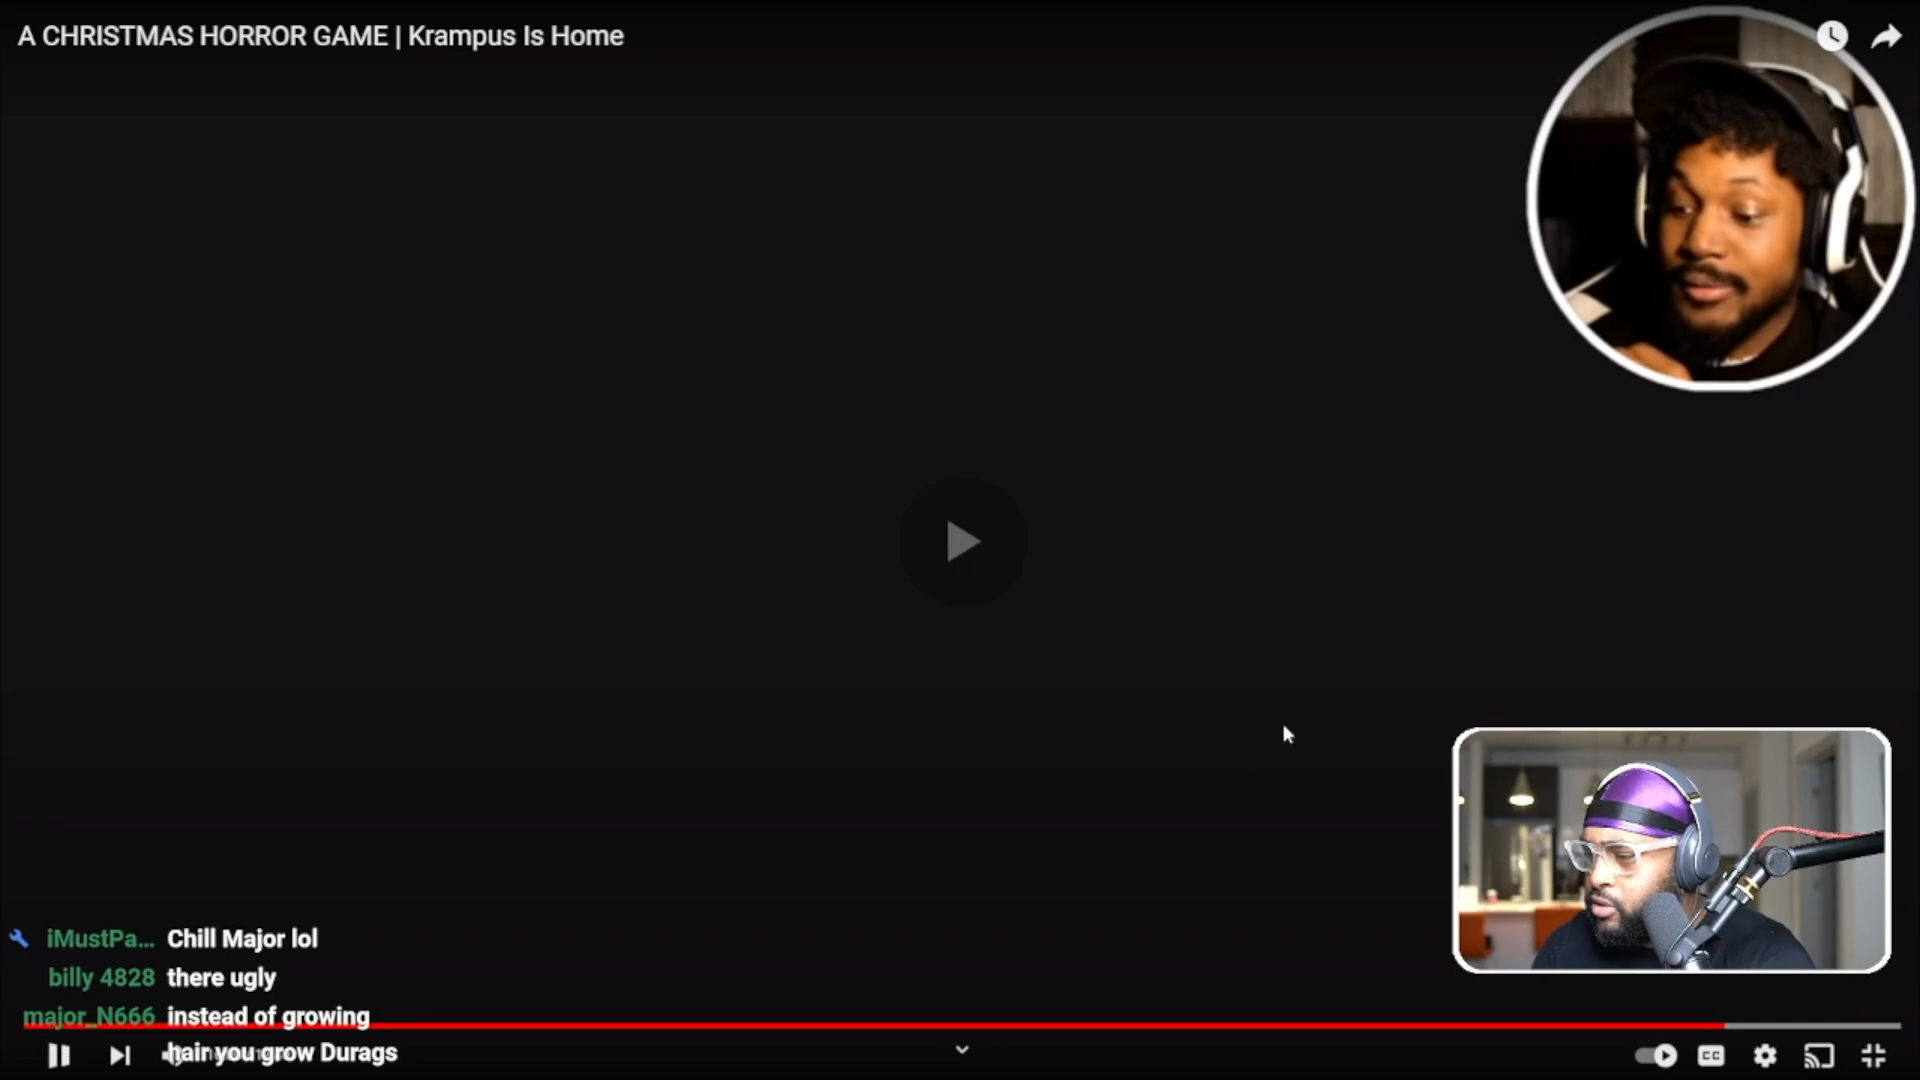 A CHRISTMAS HORROR GAME | Krampus Is Home
iMustPa... Chill Major lol
billy 4828 there ugly
major_N666 instead of growing
hair you grow Durags
CC